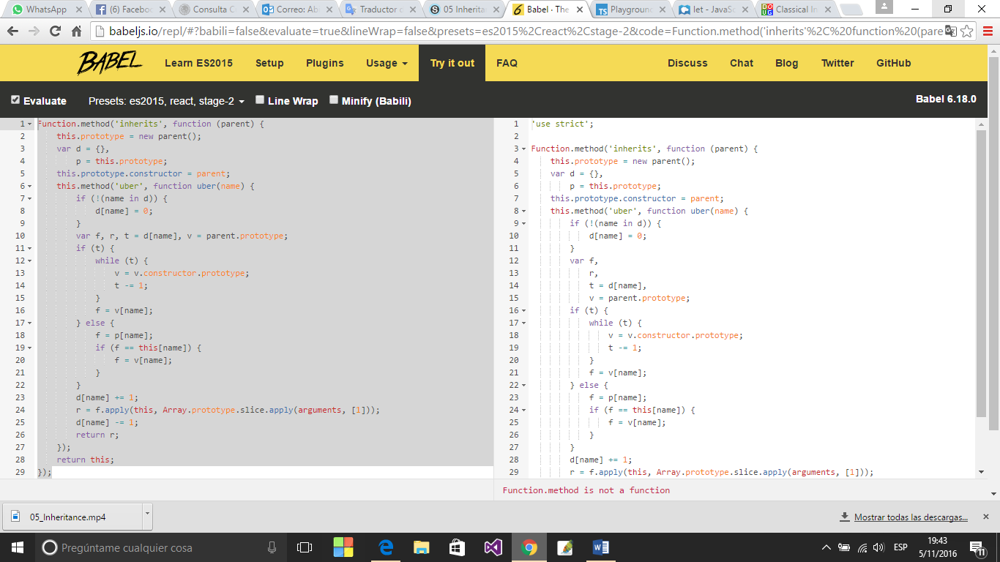 WhatsApp
(6) Facebo
Consulta C
Correo: Ab
Traductor d
05 Inherita
Babel · The
Playground
let - JavaSc
Classical In
babeljs.io/repl/#?babili=false&evaluate=true&lineWrap=false&presets=es2015%2Creact%2Cstage-2&code=Function.method('inherits'%2C%20function%20(pare
BABEL
Learn ES2015
Setup
Plugins
Usage
Try it out
FAQ
Discuss
Chat
Blog
Twitter
GitHub
Evaluate
Presets: es2015, react, stage-2
Line Wrap
Minify (Babili)
Babel 6.18.0
1 Function.method('inherits', function (parent) {
2     this.prototype = new parent();
3     var d = {},
4         p = this.prototype;
5     this.prototype.constructor = parent;
6     this.method('uber', function uber(name) {
7         if (!(name in d)) {
8             d[name] = 0;
9         }
10         var f, r, t = d[name], v = parent.prototype;
11         if (t) {
12             while (t) {
13                 v = v.constructor.prototype;
14                 t -= 1;
15             }
16             f = v[name];
17         } else {
18             f = p[name];
19             if (f == this[name]) {
20                 f = v[name];
21             }
22         }
23         d[name] += 1;
24         r = f.apply(this, Array.prototype.slice.apply(arguments, [1]));
25         d[name] -= 1;
26         return r;
27     });
28     return this;
29 });
1 'use strict';
2
3 Function.method('inherits', function (parent) {
4     this.prototype = new parent();
5     var d = {},
6         p = this.prototype;
7     this.prototype.constructor = parent;
8     this.method('uber', function uber(name) {
9         if (!(name in d)) {
10             d[name] = 0;
11         }
12         var f,
13             r,
14             t = d[name],
15             v = parent.prototype;
16         if (t) {
17             while (t) {
18                 v = v.constructor.prototype;
19                 t -= 1;
20             }
21             f = v[name];
22         } else {
23             f = p[name];
24             if (f == this[name]) {
25                 f = v[name];
26             }
27         }
28         d[name] += 1;
29         r = f.apply(this, Array.prototype.slice.apply(arguments, [1]));
Function.method is not a function
05_Inheritance.mp4
Mostrar todas las descargas...
Pregúntame cualquier cosa
ESP
19:43
5/11/2016
11